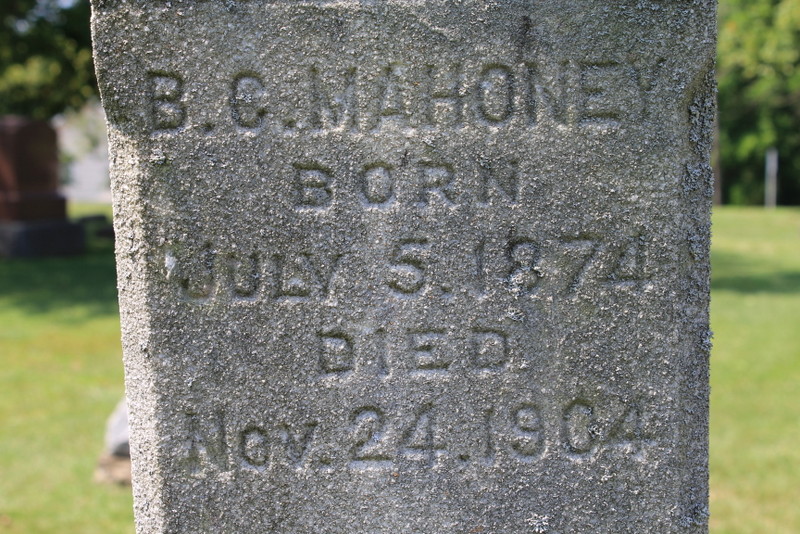 B. C. MAHONEY
BORN
JULY 5. 1874
DIED
NOV. 24. 1904